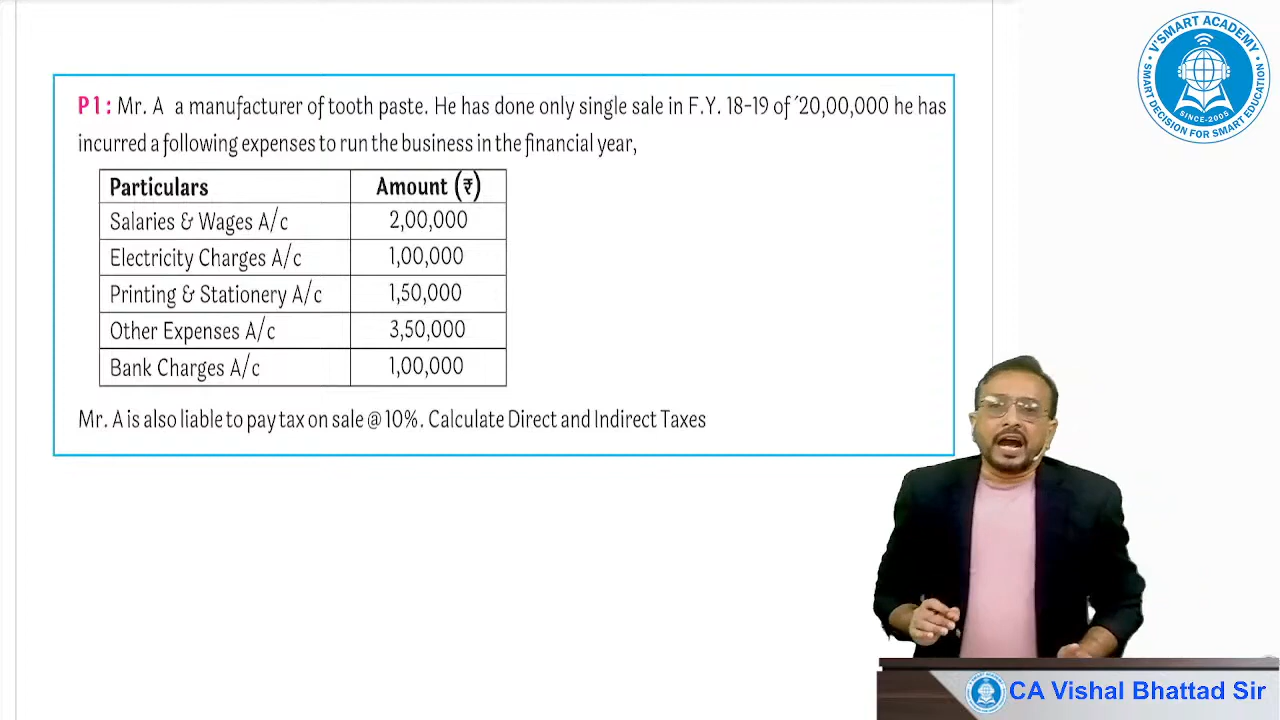 P 1 : Mr. A a manufacturer of tooth paste. He has done only single sale in F.Y. 18-19 of ´20,00,000 he has
incurred a following expenses to run the business in the financial year,
Particulars Amount (₹)
Salaries & Wages A/c 2,00,000
Electricity Charges A/c 1,00,000
Printing & Stationery A/c 1,50,000
Other Expenses A/c 3,50,000
Bank Charges A/c 1,00,000
Mr. A is also liable to pay tax on sale @ 10%. Calculate Direct and Indirect Taxes
V'SMART ACADEMY
SINCE-2005
SMART DECISION FOR SMART EDUCATION
CA Vishal Bhattad Sir